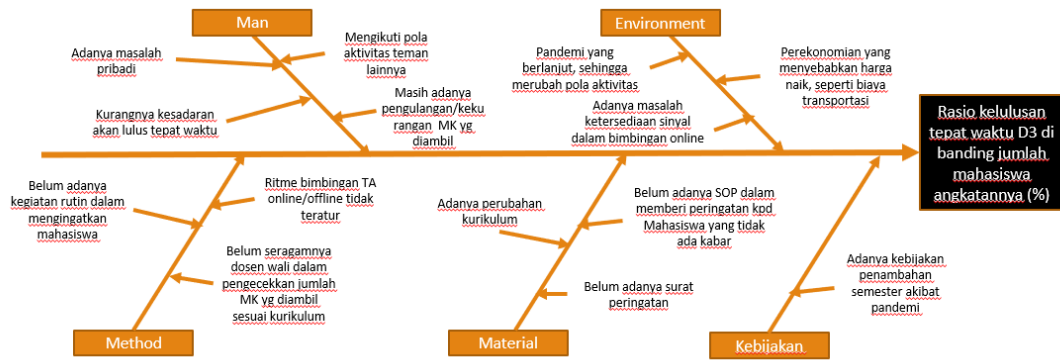 Man
Adanya masalah
pribadi
Mengikuti pola
aktivitas teman
lainnya
Kurangnya kesadaran
akan lulus tepat waktu
Masih adanya
pengulangan/keku
rangan MK yg
diambil
Environment
Pandemi yang
berlanjut, sehingga
merubah pola aktivitas
Perekonomian yang
menyebabkan harga
naik, seperti biaya
transportasi
Adanya masalah
ketersediaan sinyal
dalam bimbingan online
Rasio kelulusan
tepat waktu D3 di
banding jumlah
mahasiswa
angkatannya (%)
Belum adanya
kegiatan rutin dalam
mengingatkan
mahasiswa
Ritme bimbingan TA
online/offline tidak
teratur
Belum seragamnya
dosen wali dalam
pengecekkan jumlah
MK yg diambil
sesuai kurikulum
Method
Adanya perubahan
kurikulum
Belum adanya SOP dalam
memberi peringatan kpd
Mahasiswa yang tidak
ada kabar
Belum adanya surat
peringatan
Material
Adanya kebijakan
penambahan
semester akibat
pandemi
Kebijakan